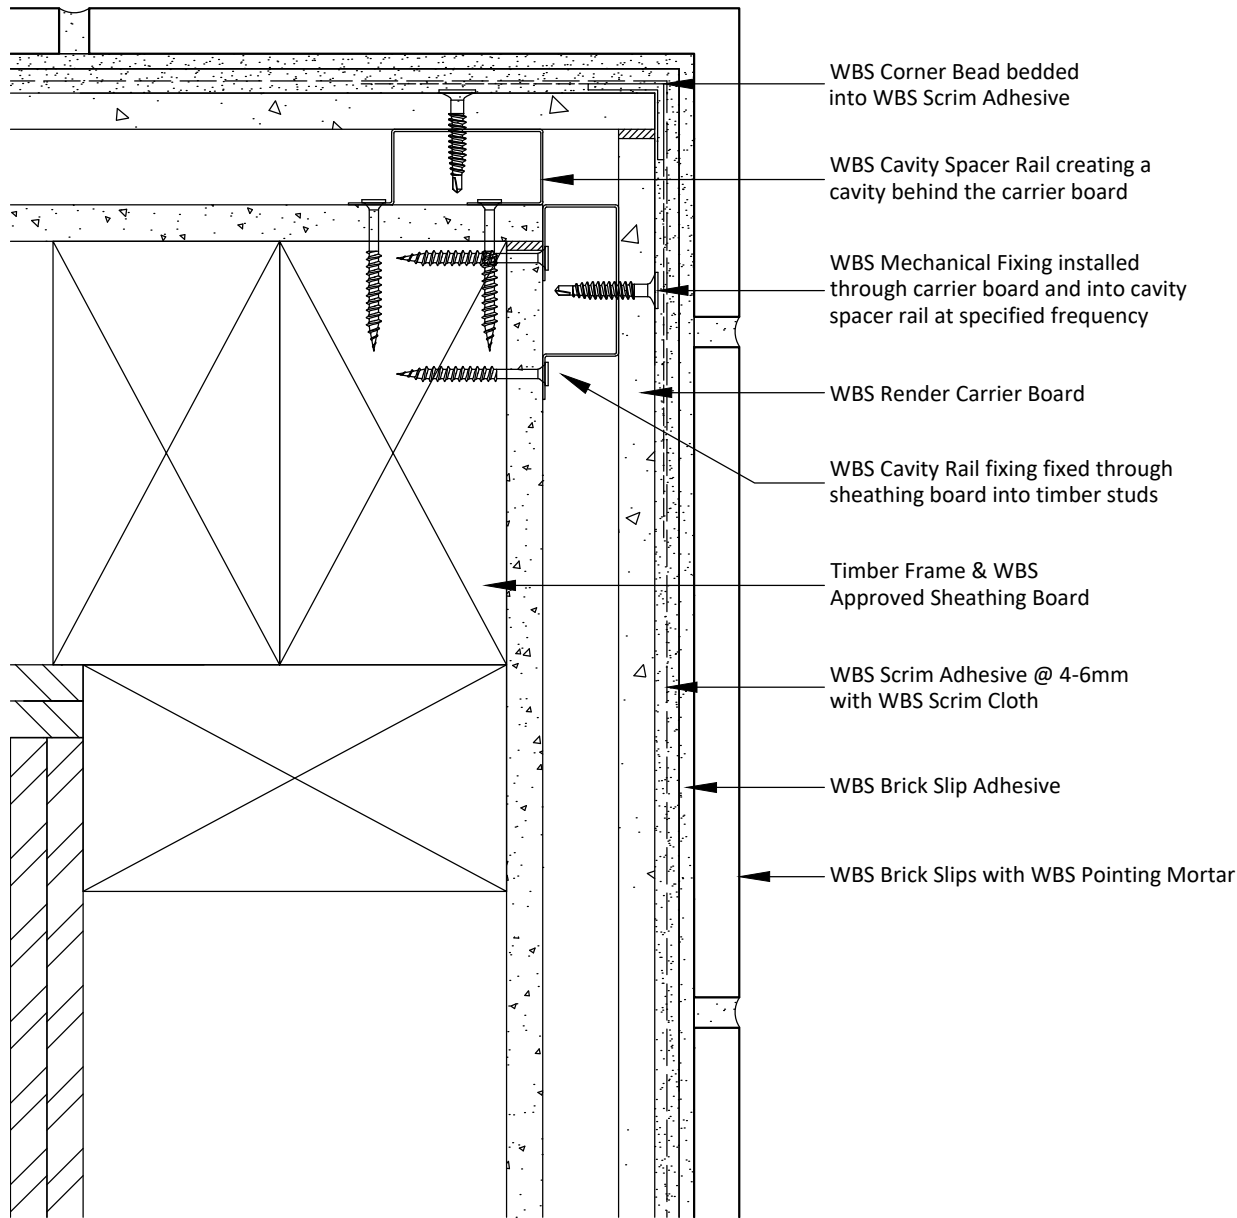 WBS Corner Bead bedded
into WBS Scrim Adhesive
WBS Cavity Spacer Rail creating a
cavity behind the carrier board
WBS Mechanical Fixing installed
through carrier board and into cavity
spacer rail at specified frequency
WBS Render Carrier Board
WBS Cavity Rail fixing fixed through
sheathing board into timber studs
Timber Frame & WBS
Approved Sheathing Board
WBS Scrim Adhesive @ 4-6mm
with WBS Scrim Cloth
WBS Brick Slip Adhesive
WBS Brick Slips with WBS Pointing Mortar